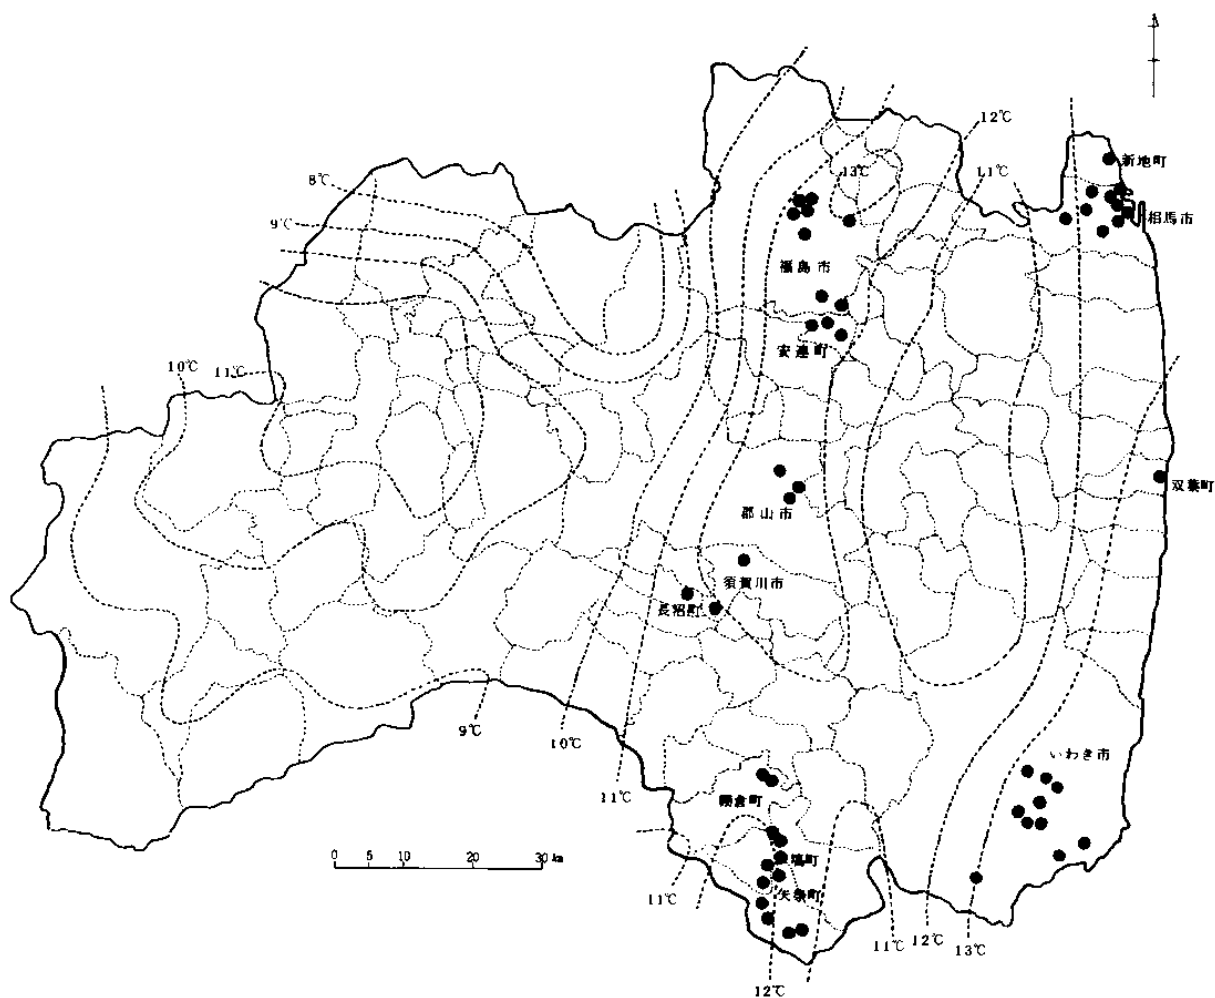 12℃
新地町
8℃
13℃
11℃
相馬市
9℃
福島市
安達町
10℃
11℃
双葉町
郡山市
須賀川市
長沼町
9℃
10℃
いわき市
11℃
棚倉町
塙町
0 5 10 20 30 km
矢祭町
11℃
11℃
12℃
13℃
12℃